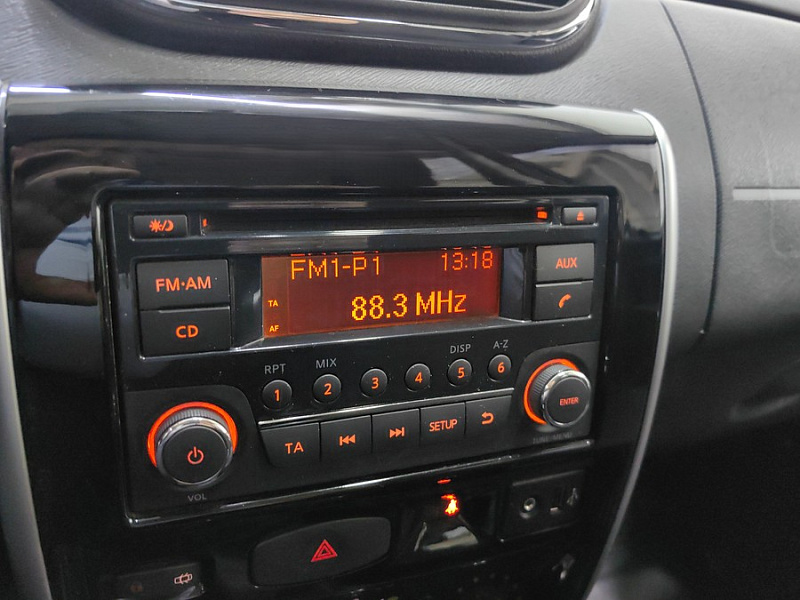 FM·AM
CD
FM1-P1 13:18
TA
88.3 MHz
AF
AUX
RPT MIX DISP A-Z
1 2 3 4 5 6
VOL
TA SETUP
ENTER